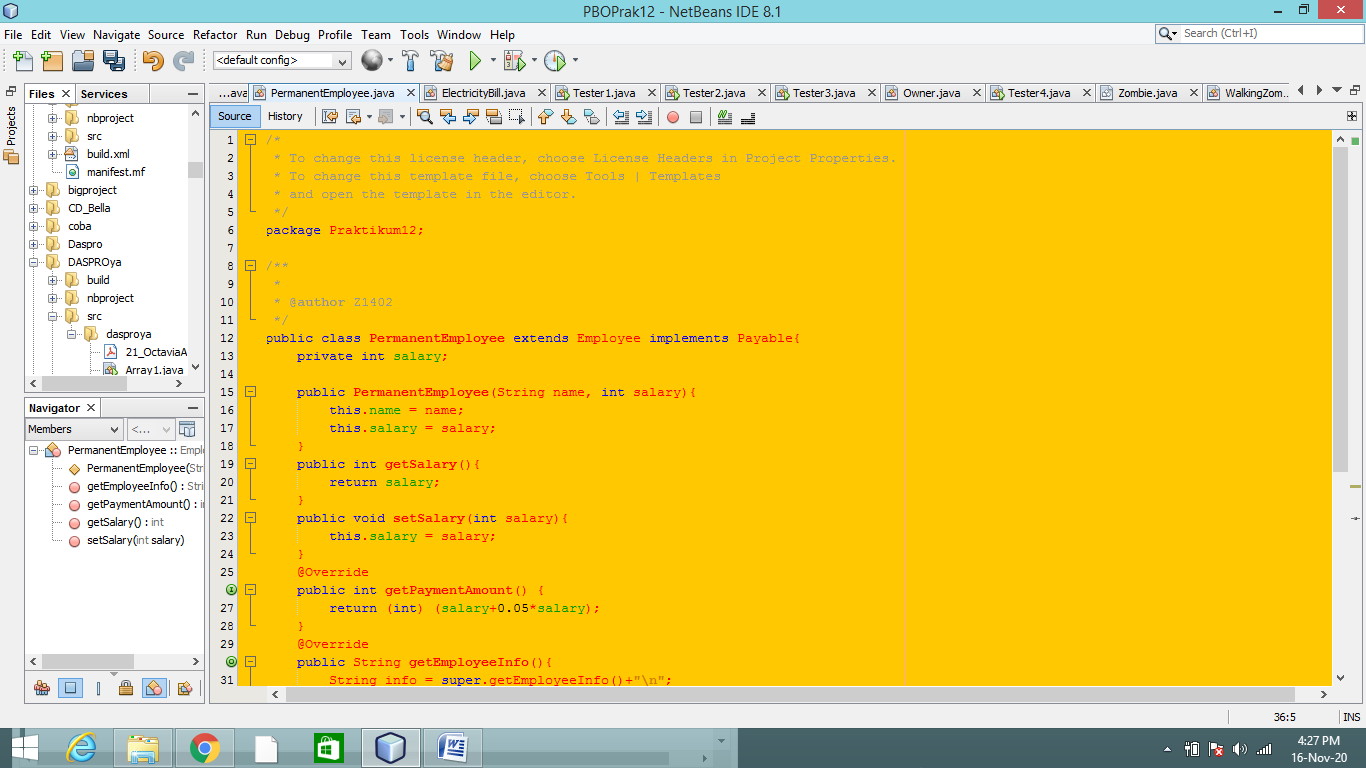 PBOPrak12 - NetBeans IDE 8.1
File Edit View Navigate Source Refactor Run Debug Profile Team Tools Window Help
Search (Ctrl+I)
<default config>
Projects
Files
Services
nbproject
src
build.xml
manifest.mf
bigproject
CD_Bella
coba
Daspro
DASPROya
build
nbproject
src
dasproya
21_OctaviaA
Array1.java
Navigator
Members
<...
PermanentEmployee :: Emplo
PermanentEmployee(Str
getEmployeeInfo() : Stri
getPaymentAmount() : i
getSalary() : int
setSalary(int salary)
...ava PermanentEmployee.java ElectricityBill.java Tester1.java Tester2.java Tester3.java Owner.java Tester4.java Zombie.java WalkingZom...
Source History
1 /*
2 * To change this license header, choose License Headers in Project Properties.
3 * To change this template file, choose Tools | Templates
4 * and open the template in the editor.
5 */
6 package Praktikum12;
7
8 /**
9 *
10 * @author Z1402
11 */
12 public class PermanentEmployee extends Employee implements Payable{
13 private int salary;
14
15 public PermanentEmployee(String name, int salary){
16 this.name = name;
17 this.salary = salary;
18 }
19 public int getSalary(){
20 return salary;
21 }
22 public void setSalary(int salary){
23 this.salary = salary;
24 }
25 @Override
public int getPaymentAmount() {
27 return (int) (salary+0.05*salary);
28 }
29 @Override
public String getEmployeeInfo(){
31 String info = super.getEmployeeInfo()+"\n";
36:5 INS
4:27 PM
16-Nov-20